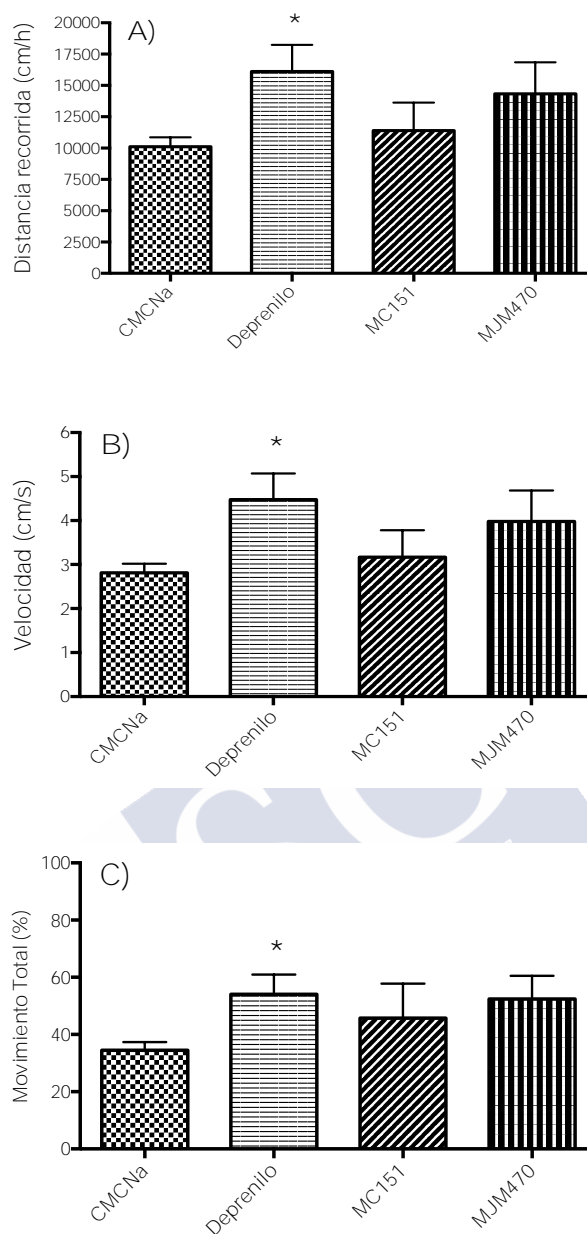 A)
*
Distancia recorrida (cm/h)
20000
17500
15000
12500
10000
7500
5000
2500
0
CMCNa
Deprenilo
MC151
MJM470
B)
*
Velocidad (cm/s)
6
5
4
3
2
1
0
CMCNa
Deprenilo
MC151
MJM470
C)
*
Movimiento Total (%)
100
80
60
40
20
0
CMCNa
Deprenilo
MC151
MJM470